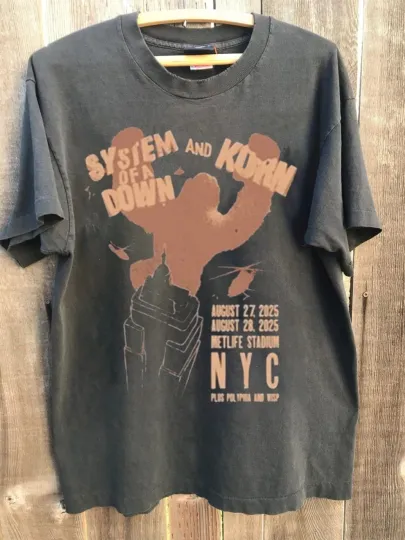 SYSTEM AND KORN
OF A
DOWN
AUGUST 27, 2025
AUGUST 28, 2025
METLIFE STADIUM
NYC
PLUS POLYPHIA AND WISP